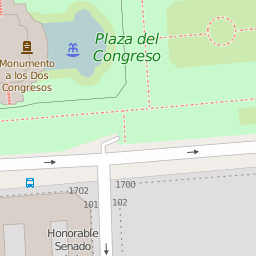 Plaza del
Congreso
Monumento
a los Dos
Congresos
1702
1700
101
102
Honorable
Senado